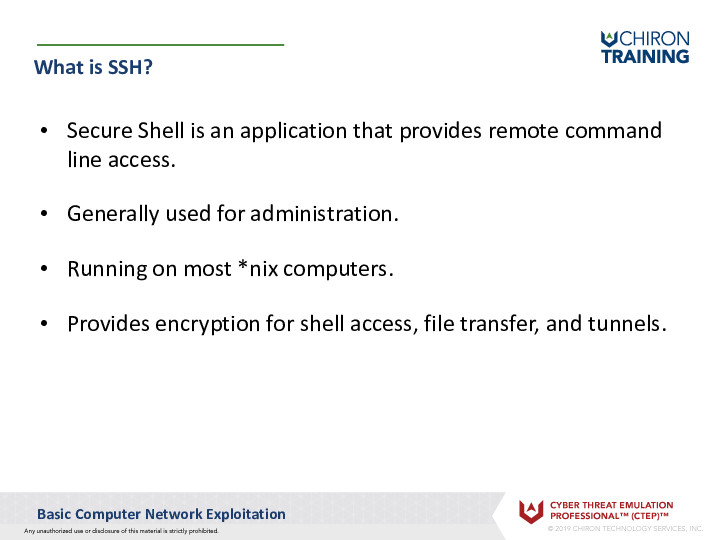 CHIRON
TRAINING
What is SSH?
• Secure Shell is an application that provides remote command
line access.
• Generally used for administration.
• Running on most *nix computers.
• Provides encryption for shell access, file transfer, and tunnels.
Basic Computer Network Exploitation
Any unauthorized use or disclosure of this material is strictly prohibited.
CYBER THREAT EMULATION
PROFESSIONAL™ (CTEP)™
© 2019 CHIRON TECHNOLOGY SERVICES, INC.